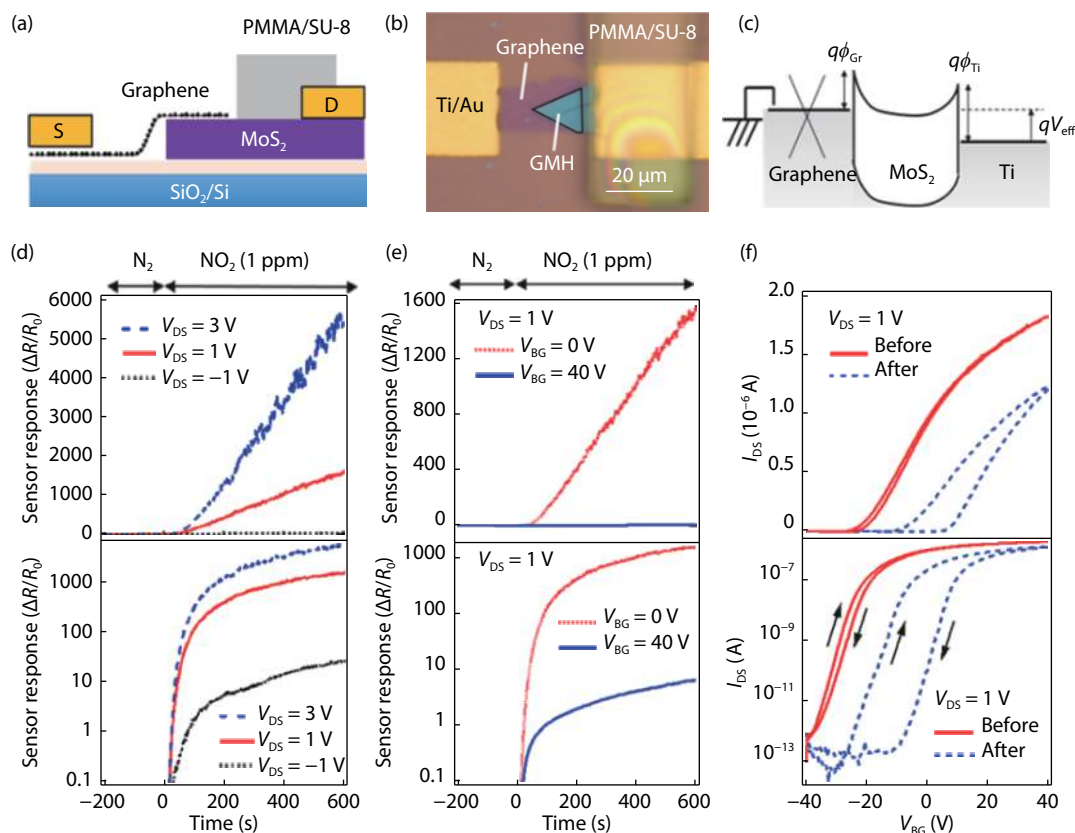 (a)
PMMA/SU-8
Graphene
S
D
MoS₂
SiO₂/Si
(b)
PMMA/SU-8
Graphene
Ti/Au
GMH
20 μm
(c)
qϕGr
qϕTi
qVeff
Graphene
MoS₂
Ti
(d)
N₂
NO₂ (1 ppm)
Sensor response (ΔR/R₀)
6000
5000
4000
3000
2000
1000
0
VDS = 3 V
VDS = 1 V
VDS = −1 V
Sensor response (ΔR/R₀)
1000
100
10
1
0.1
VDS = 3 V
VDS = 1 V
VDS = −1 V
−200
0
200
400
600
Time (s)
(e)
N₂
NO₂ (1 ppm)
Sensor response (ΔR/R₀)
1600
1200
800
400
0
VDS = 1 V
VBG = 0 V
VBG = 40 V
Sensor response (ΔR/R₀)
1000
100
10
1
0.1
VDS = 1 V
VBG = 0 V
VBG = 40 V
−200
0
200
400
600
Time (s)
(f)
IDS (10⁻⁶ A)
2.0
1.5
1.0
0.5
0
VDS = 1 V
Before
After
IDS (A)
10⁻⁷
10⁻⁹
10⁻¹¹
10⁻¹³
VDS = 1 V
Before
After
−40
−20
0
20
40
VBG (V)